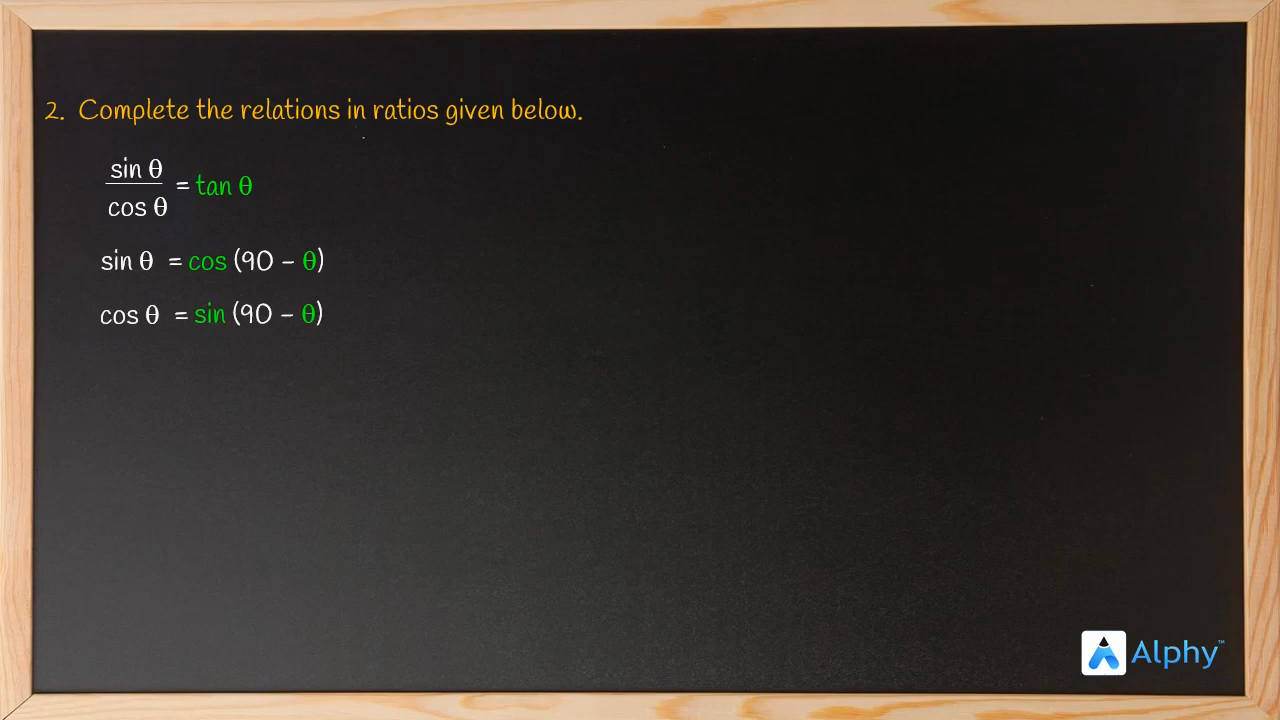 2. Complete the relations in ratios given below.
sin θ
cos θ
= tan θ
sin θ = cos (90 – θ)
cos θ = sin (90 – θ)
Alphy™